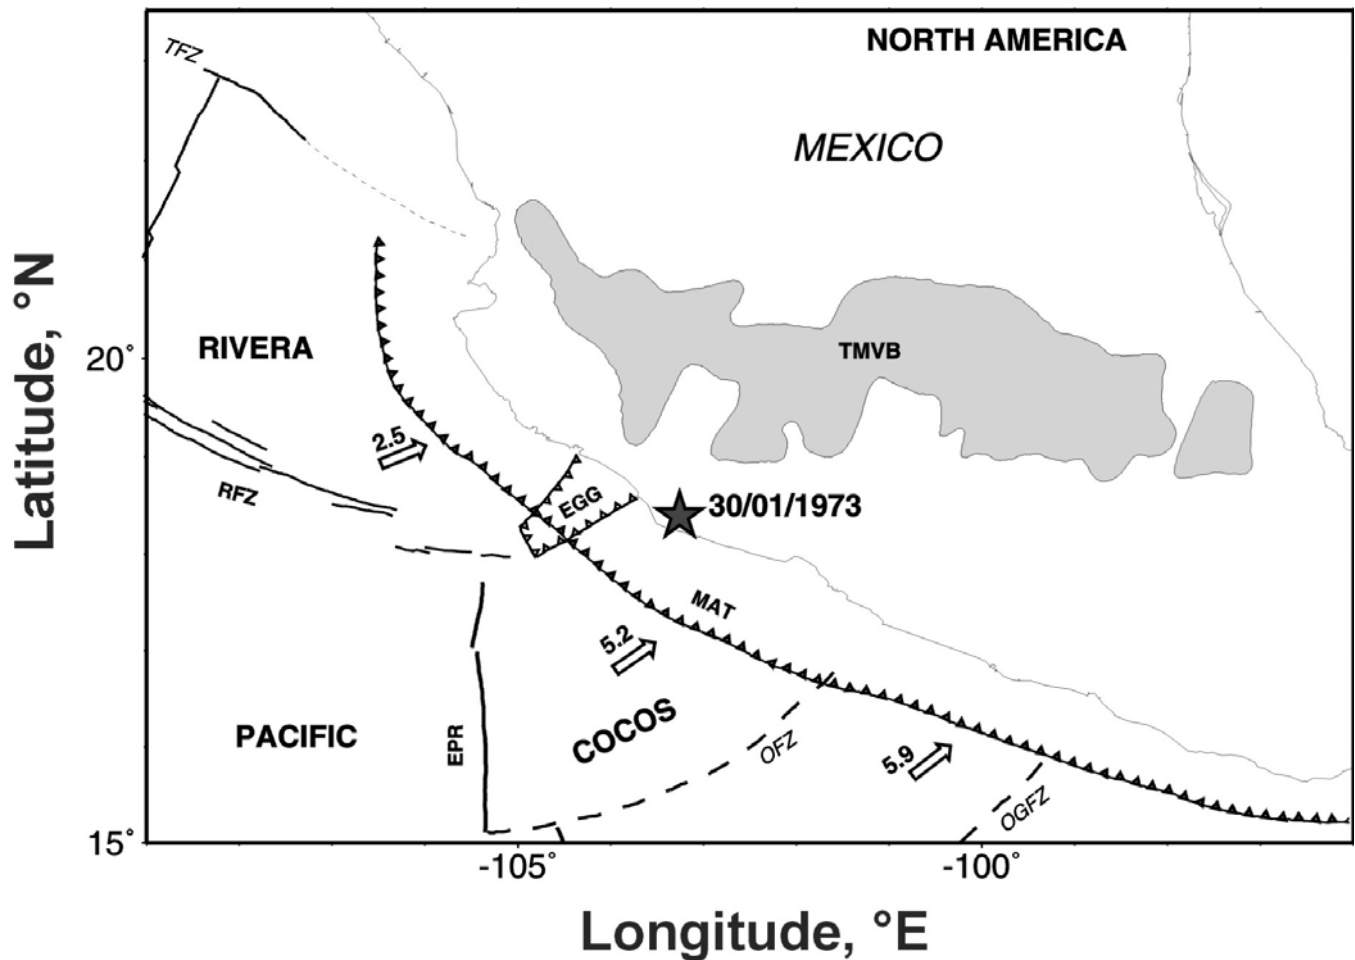 TFZ
NORTH AMERICA
MEXICO
RIVERA
TMVB
20°
2.5
RFZ
EGG
30/01/1973
MAT
5.2
PACIFIC
EPR
COCOS
OFZ
5.9
OGFZ
15°
-105°
-100°
Latitude, °N
Longitude, °E